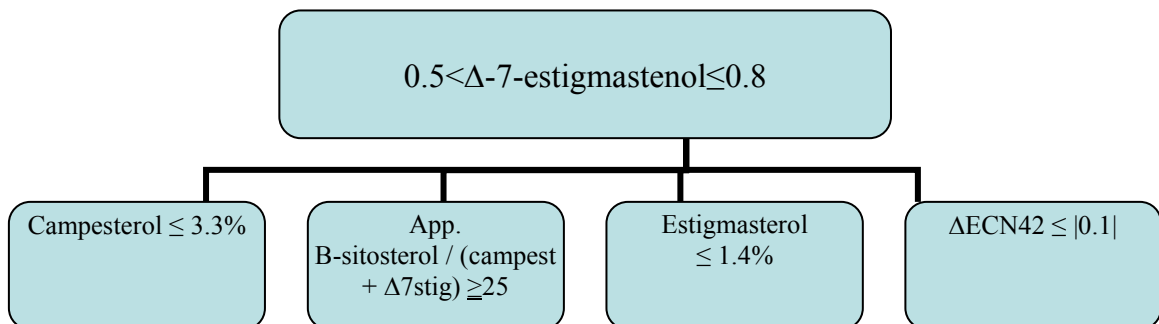 0.5<Δ-7-estigmastenol≤0.8
Campesterol ≤ 3.3%
App.
B-sitosterol / (campest
+ Δ7stig) ≥25
Estigmasterol
≤ 1.4%
ΔECN42 ≤ |0.1|